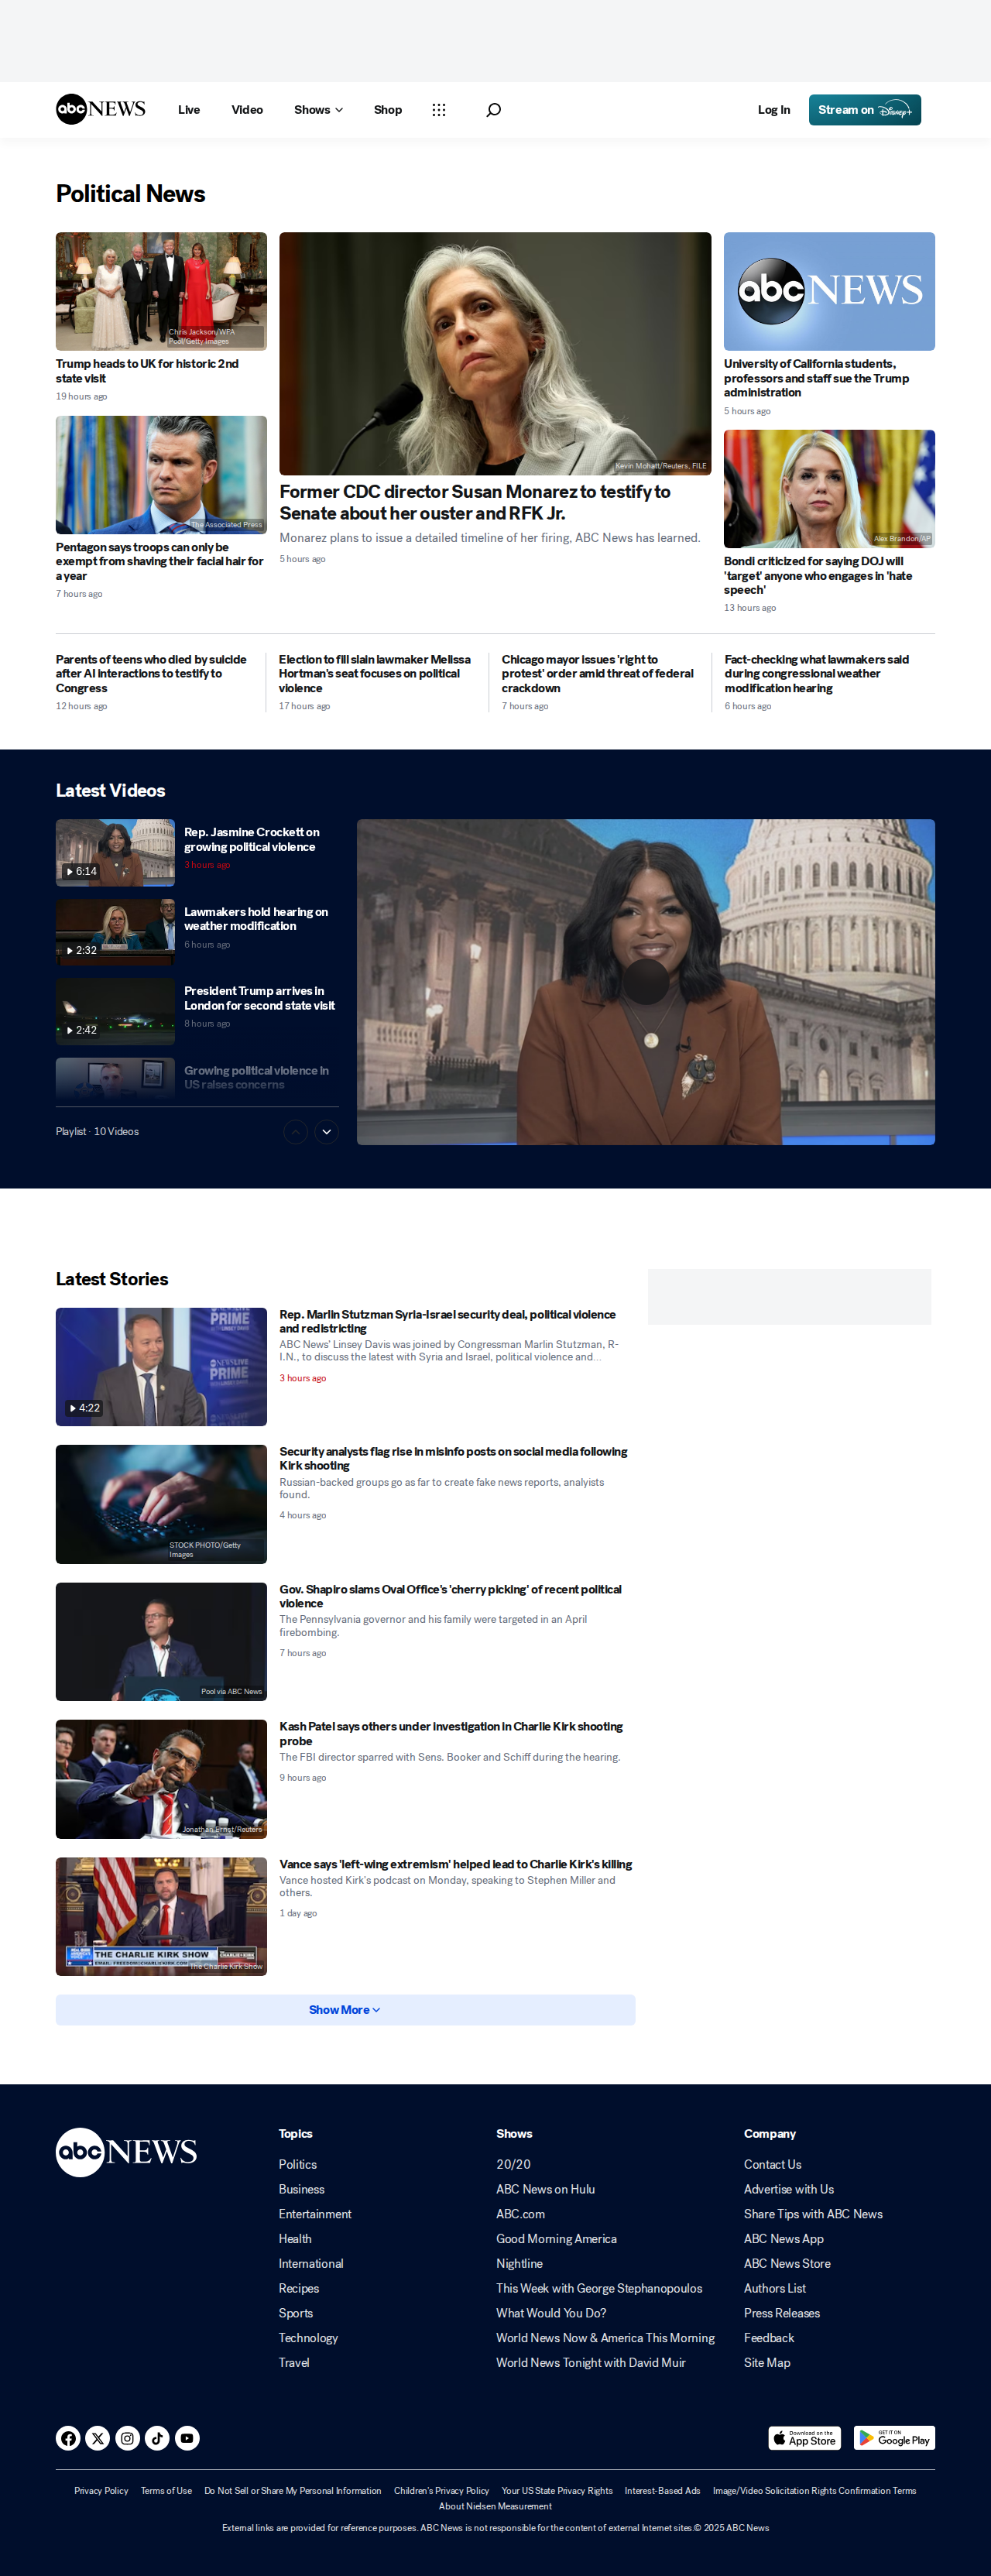 abc NEWS
Live
Video
Shows
Shop
Log In
Stream on Disney+
Political News
Chris Jackson/WPA
Pool/Getty Images
Trump heads to UK for historic 2nd
state visit
19 hours ago
The Associated Press
Pentagon says troops can only be
exempt from shaving their facial hair for
a year
7 hours ago
Kevin Mohatt/Reuters, FILE
Former CDC director Susan Monarez to testify to
Senate about her ouster and RFK Jr.
Monarez plans to issue a detailed timeline of her firing, ABC News has learned.
5 hours ago
abc NEWS
University of California students,
professors and staff sue the Trump
administration
5 hours ago
Alex Brandon/AP
Bondi criticized for saying DOJ will
'target' anyone who engages in 'hate
speech'
13 hours ago
Parents of teens who died by suicide
after AI interactions to testify to
Congress
12 hours ago
Election to fill slain lawmaker Melissa
Hortman's seat focuses on political
violence
17 hours ago
Chicago mayor issues 'right to
protest' order amid threat of federal
crackdown
7 hours ago
Fact-checking what lawmakers said
during congressional weather
modification hearing
6 hours ago
Latest Videos
6:14
Rep. Jasmine Crockett on
growing political violence
3 hours ago
2:32
Lawmakers hold hearing on
weather modification
6 hours ago
2:42
President Trump arrives in
London for second state visit
8 hours ago
Growing political violence in
US raises concerns
Playlist · 10 Videos
Latest Stories
PRIME
NEWS LIVE
PRIME
4:22
Rep. Marlin Stutzman Syria-Israel security deal, political violence
and redistricting
ABC News' Linsey Davis was joined by Congressman Marlin Stutzman, R-
I.N., to discuss the latest with Syria and Israel, political violence and...
3 hours ago
STOCK PHOTO/Getty
Images
Security analysts flag rise in misinfo posts on social media following
Kirk shooting
Russian-backed groups go as far to create fake news reports, analyists
found.
4 hours ago
Pool via ABC News
Gov. Shapiro slams Oval Office's 'cherry picking' of recent political
violence
The Pennsylvania governor and his family were targeted in an April
firebombing.
7 hours ago
Jonathan Ernst/Reuters
Kash Patel says others under investigation in Charlie Kirk shooting
probe
The FBI director sparred with Sens. Booker and Schiff during the hearing.
9 hours ago
THE CHARLIE KIRK SHOW
EMAIL: FREEDOM@CHARLIEKIRK.COM
The Charlie Kirk Show
Vance says 'left-wing extremism' helped lead to Charlie Kirk's killing
Vance hosted Kirk's podcast on Monday, speaking to Stephen Miller and
others.
1 day ago
Show More
abc NEWS
Topics
Politics
Business
Entertainment
Health
International
Recipes
Sports
Technology
Travel
Shows
20/20
ABC News on Hulu
ABC.com
Good Morning America
Nightline
This Week with George Stephanopoulos
What Would You Do?
World News Now & America This Morning
World News Tonight with David Muir
Company
Contact Us
Advertise with Us
Share Tips with ABC News
ABC News App
ABC News Store
Authors List
Press Releases
Feedback
Site Map
Download on the
App Store
GET IT ON
Google Play
Privacy Policy
Terms of Use
Do Not Sell or Share My Personal Information
Children's Privacy Policy
Your US State Privacy Rights
Interest-Based Ads
Image/Video Solicitation Rights Confirmation Terms
About Nielsen Measurement
External links are provided for reference purposes. ABC News is not responsible for the content of external Internet sites.© 2025 ABC News